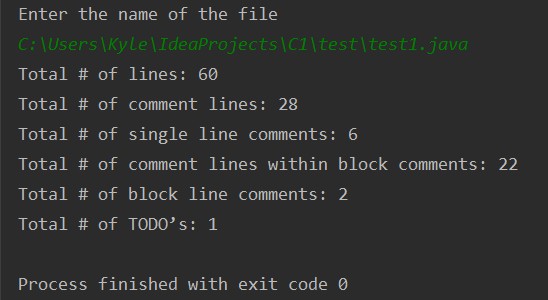 Enter the name of the file
C:\Users\Kyle\IdeaProjects\C1\test\test1.java
Total # of lines: 60
Total # of comment lines: 28
Total # of single line comments: 6
Total # of comment lines within block comments: 22
Total # of block line comments: 2
Total # of TODO’s: 1
Process finished with exit code 0